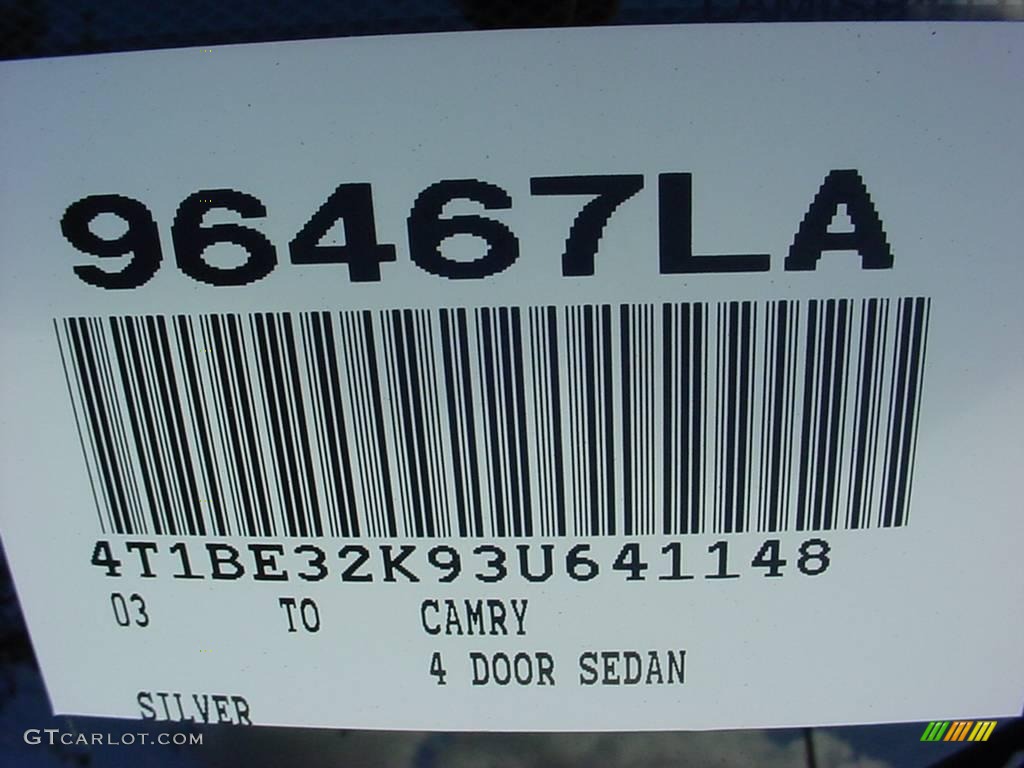 96467LA
4T1BE32K93U641148
03 TO CAMRY
4 DOOR SEDAN
SILVER
GTCARLOT.COM